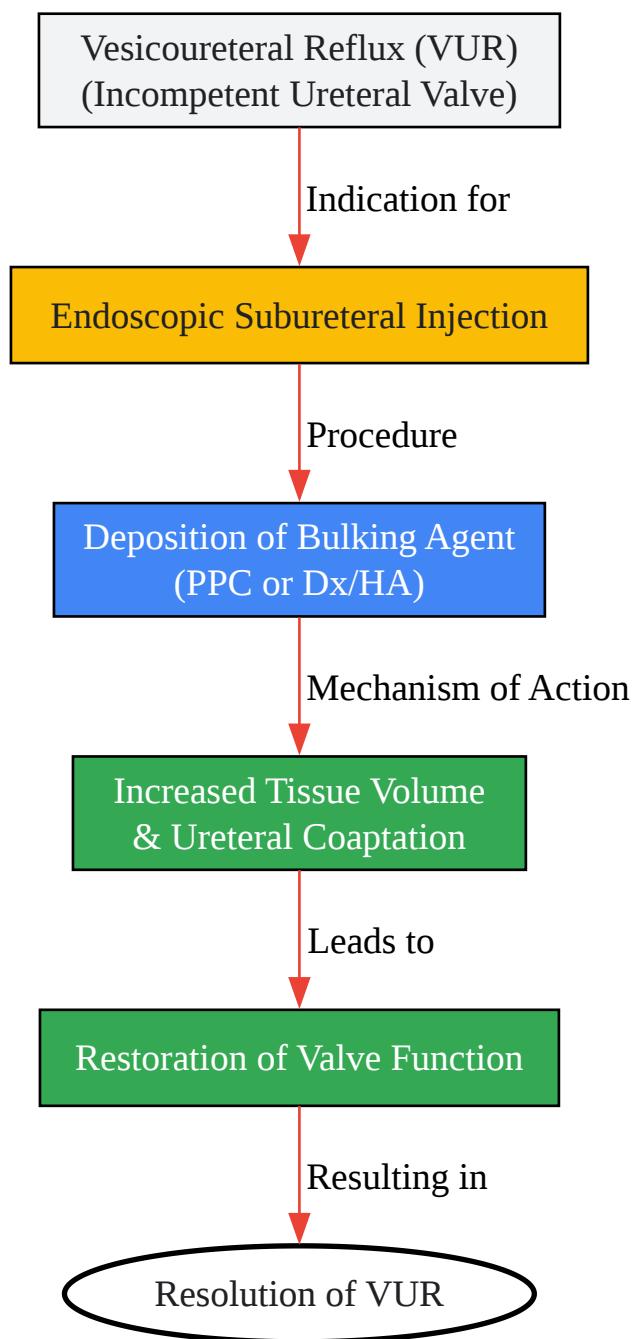 Vesicoureteral Reflux (VUR)
(Incompetent Ureteral Valve)
Indication for
Endoscopic Subureteral Injection
Procedure
Deposition of Bulking Agent
(PPC or Dx/HA)
Mechanism of Action
Increased Tissue Volume
& Ureteral Coaptation
Leads to
Restoration of Valve Function
Resulting in
Resolution of VUR